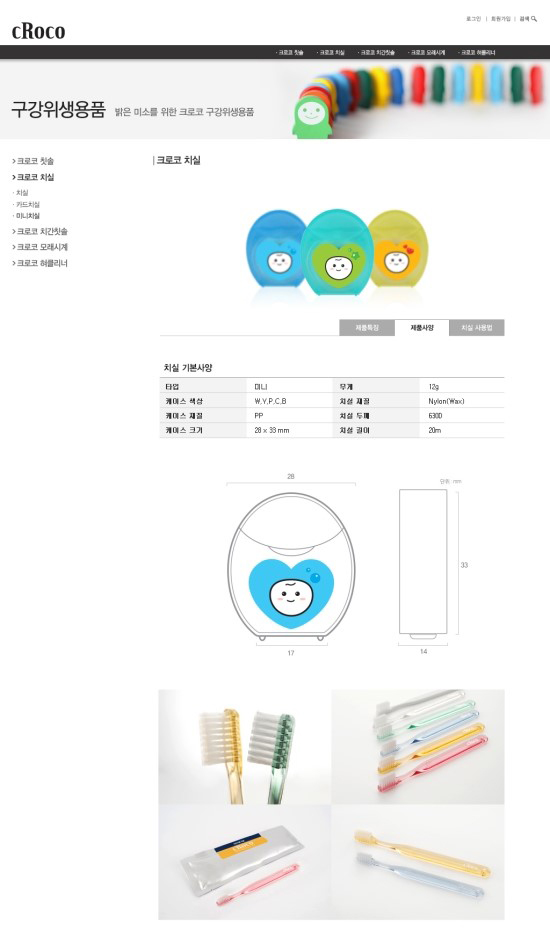 로그인 | 회원가입 | 검색
cRoco
· 크로코 칫솔 · 크로코 치실 · 크로코 치간칫솔 · 크로코 모래시계 · 크로코 혀클리너
구강위생용품 밝은 미소를 위한 크로코 구강위생용품
> 크로코 칫솔
> 크로코 치실
· 치실
· 카드치실
· 미니치실
> 크로코 치간칫솔
> 크로코 모래시계
> 크로코 혀클리너
크로코 치실
제품특징 제품사양 치실 사용법
치실 기본사양
타입 미니 무게 12g
케이스 색상 W,Y,P,C,B 치실 재질 Nylon(Wax)
케이스 재질 PP 치실 두께 630D
케이스 크기 28 x 33 mm 치실 길이 20m
28
단위: mm
33
17
14